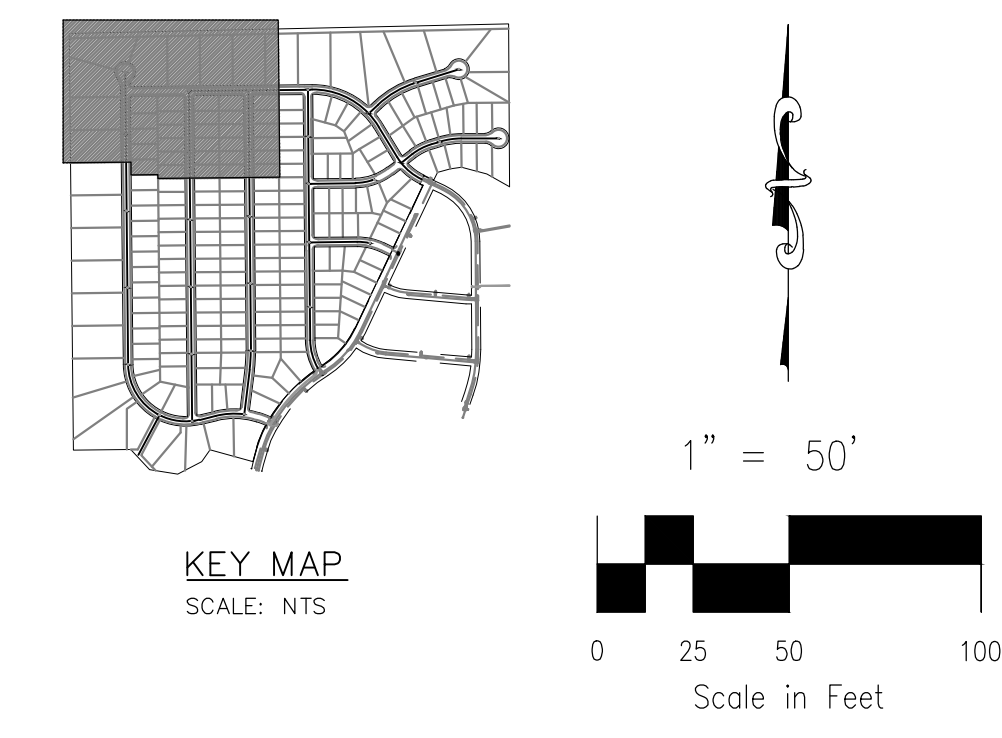 1” = 50’
KEY MAP
SCALE: NTS
0 25 50 100
Scale in Feet